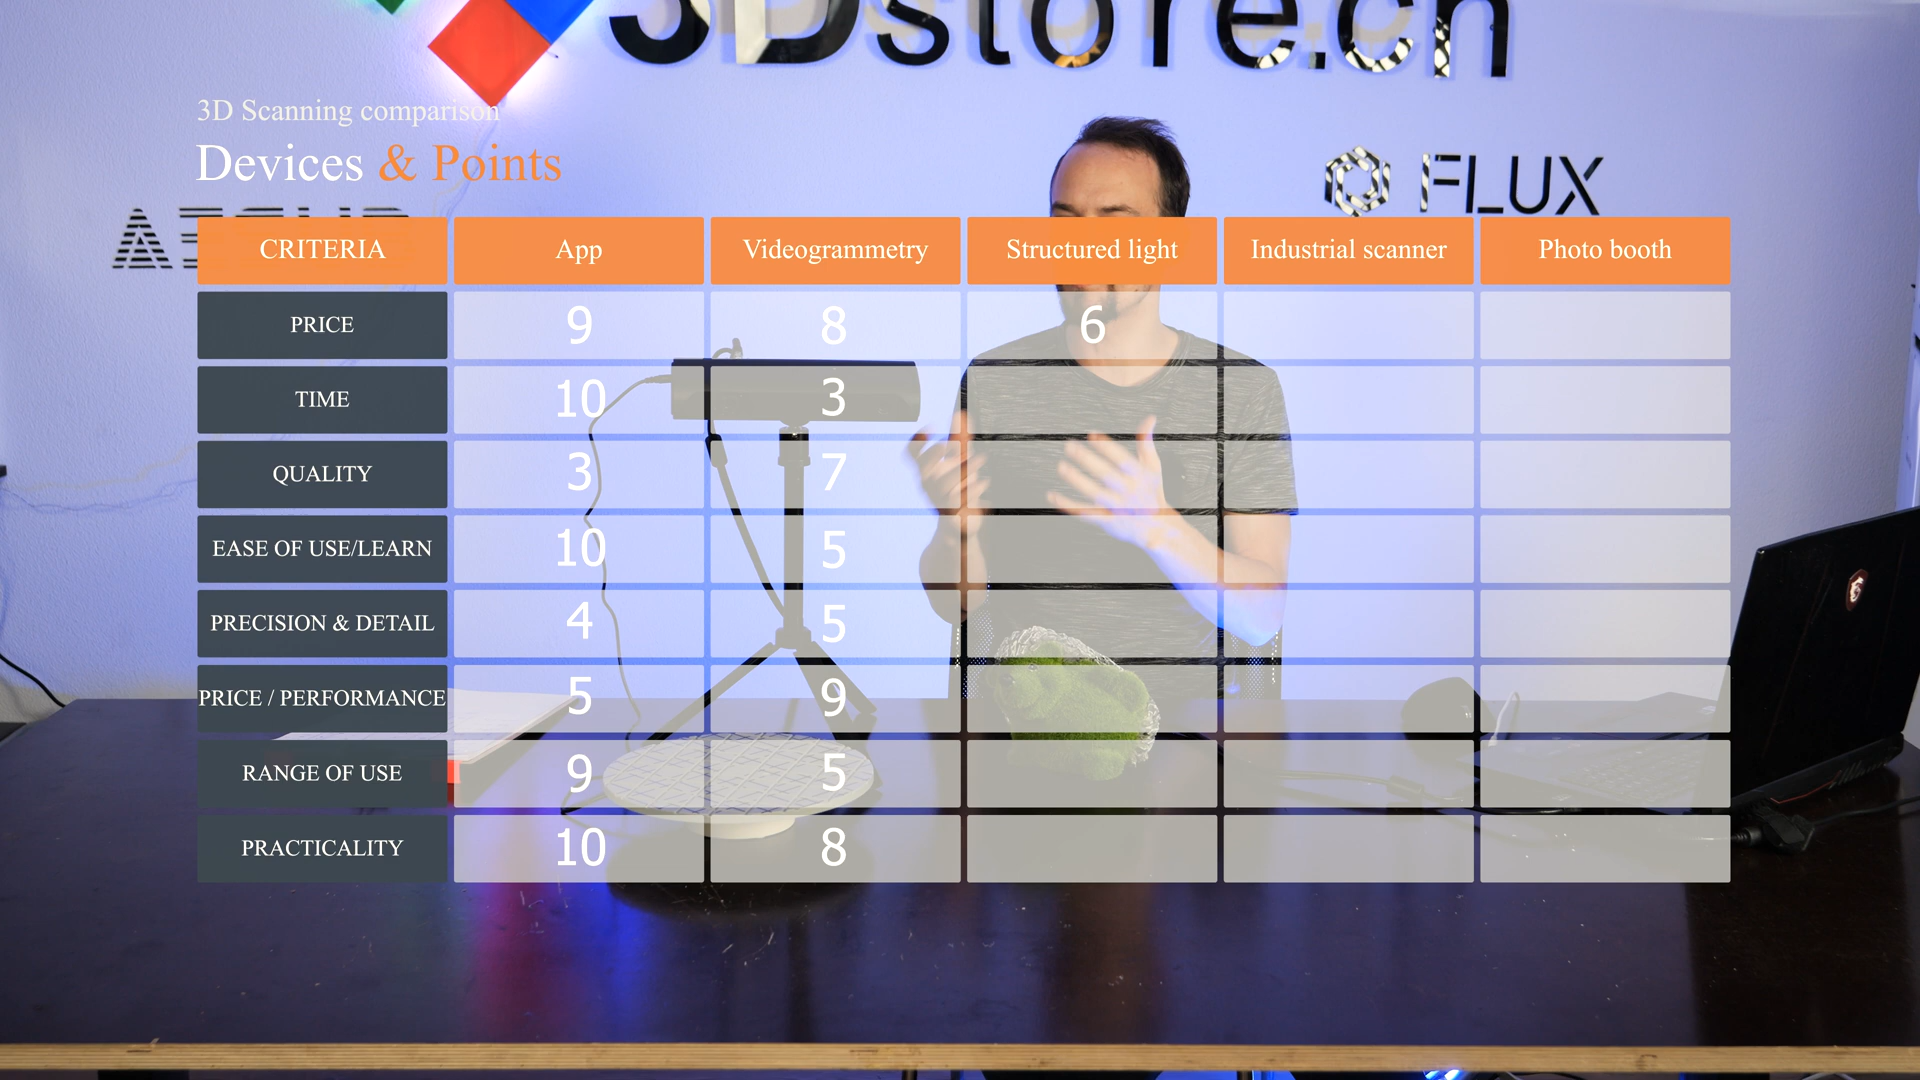 3Dstore.cn
3D Scanning comparison
Devices & Points
FLUX
CRITERIA App Videogrammetry Structured light Industrial scanner Photo booth
PRICE 9 8 6
TIME 10 3
QUALITY 3 7
EASE OF USE/LEARN 10 5
PRECISION & DETAIL 4 5
PRICE / PERFORMANCE 5 9
RANGE OF USE 9 5
PRACTICALITY 10 8